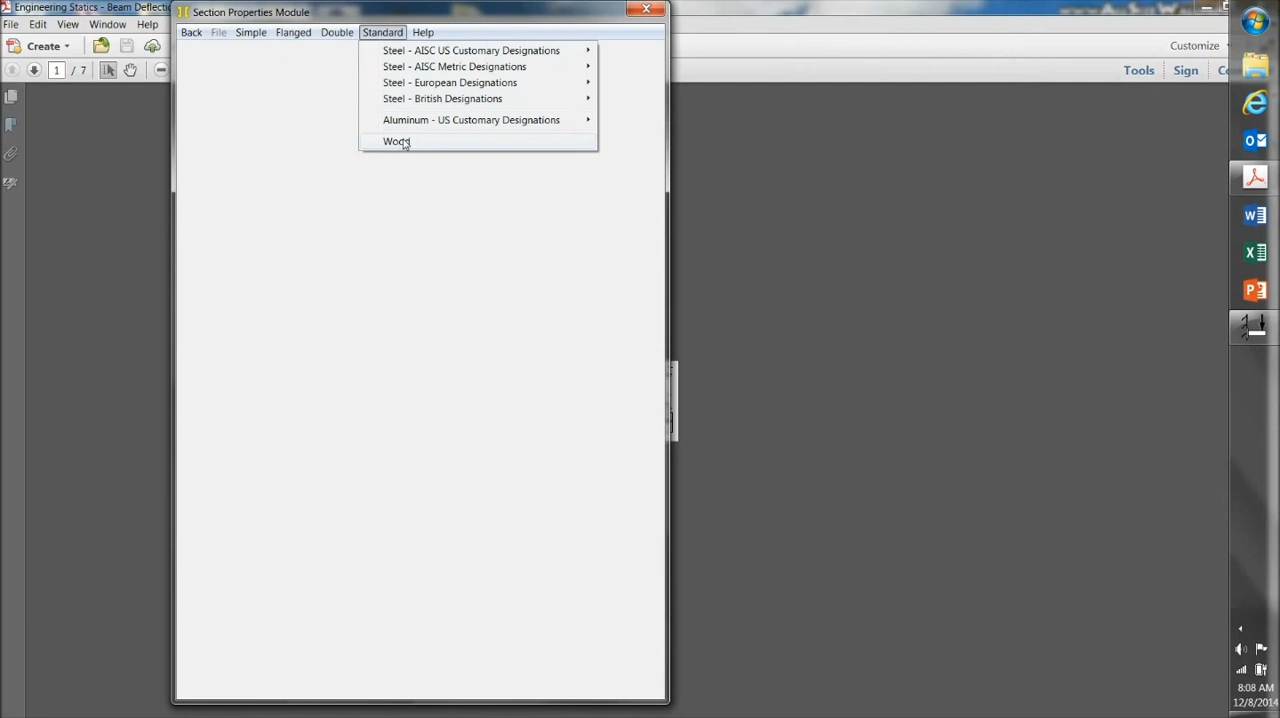 Engineering Statics - Beam Deflecti
Section Properties Module
File Edit View Window Help
Back File Simple Flanged Double Standard Help
Create
Customize
1 / 7
Tools Sign
Steel - AISC US Customary Designations
Steel - AISC Metric Designations
Steel - European Designations
Steel - British Designations
Aluminum - US Customary Designations
Wood
8:08 AM
12/8/2014